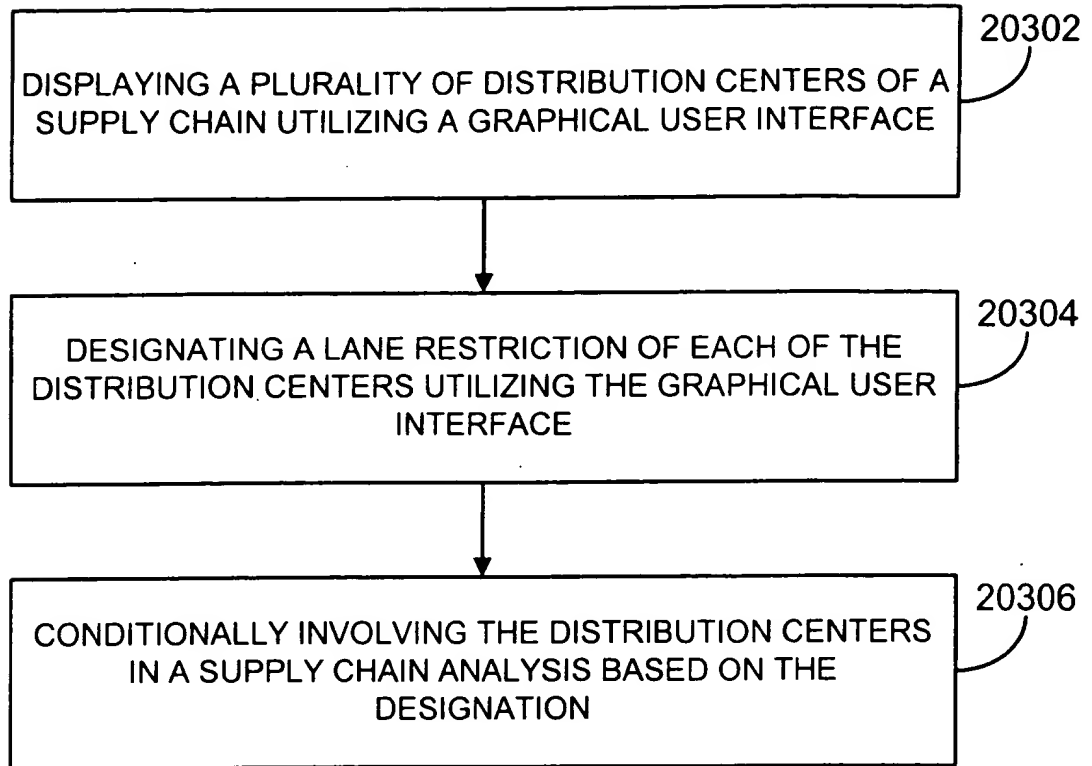 20302
DISPLAYING A PLURALITY OF DISTRIBUTION CENTERS OF A
SUPPLY CHAIN UTILIZING A GRAPHICAL USER INTERFACE
20304
DESIGNATING A LANE RESTRICTION OF EACH OF THE
DISTRIBUTION CENTERS UTILIZING THE GRAPHICAL USER
INTERFACE
20306
CONDITIONALLY INVOLVING THE DISTRIBUTION CENTERS
IN A SUPPLY CHAIN ANALYSIS BASED ON THE
DESIGNATION